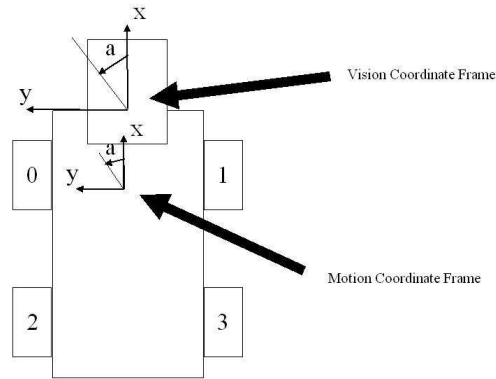 x
a
y
Vision Coordinate Frame
x
a
y
0
1
Motion Coordinate Frame
2
3